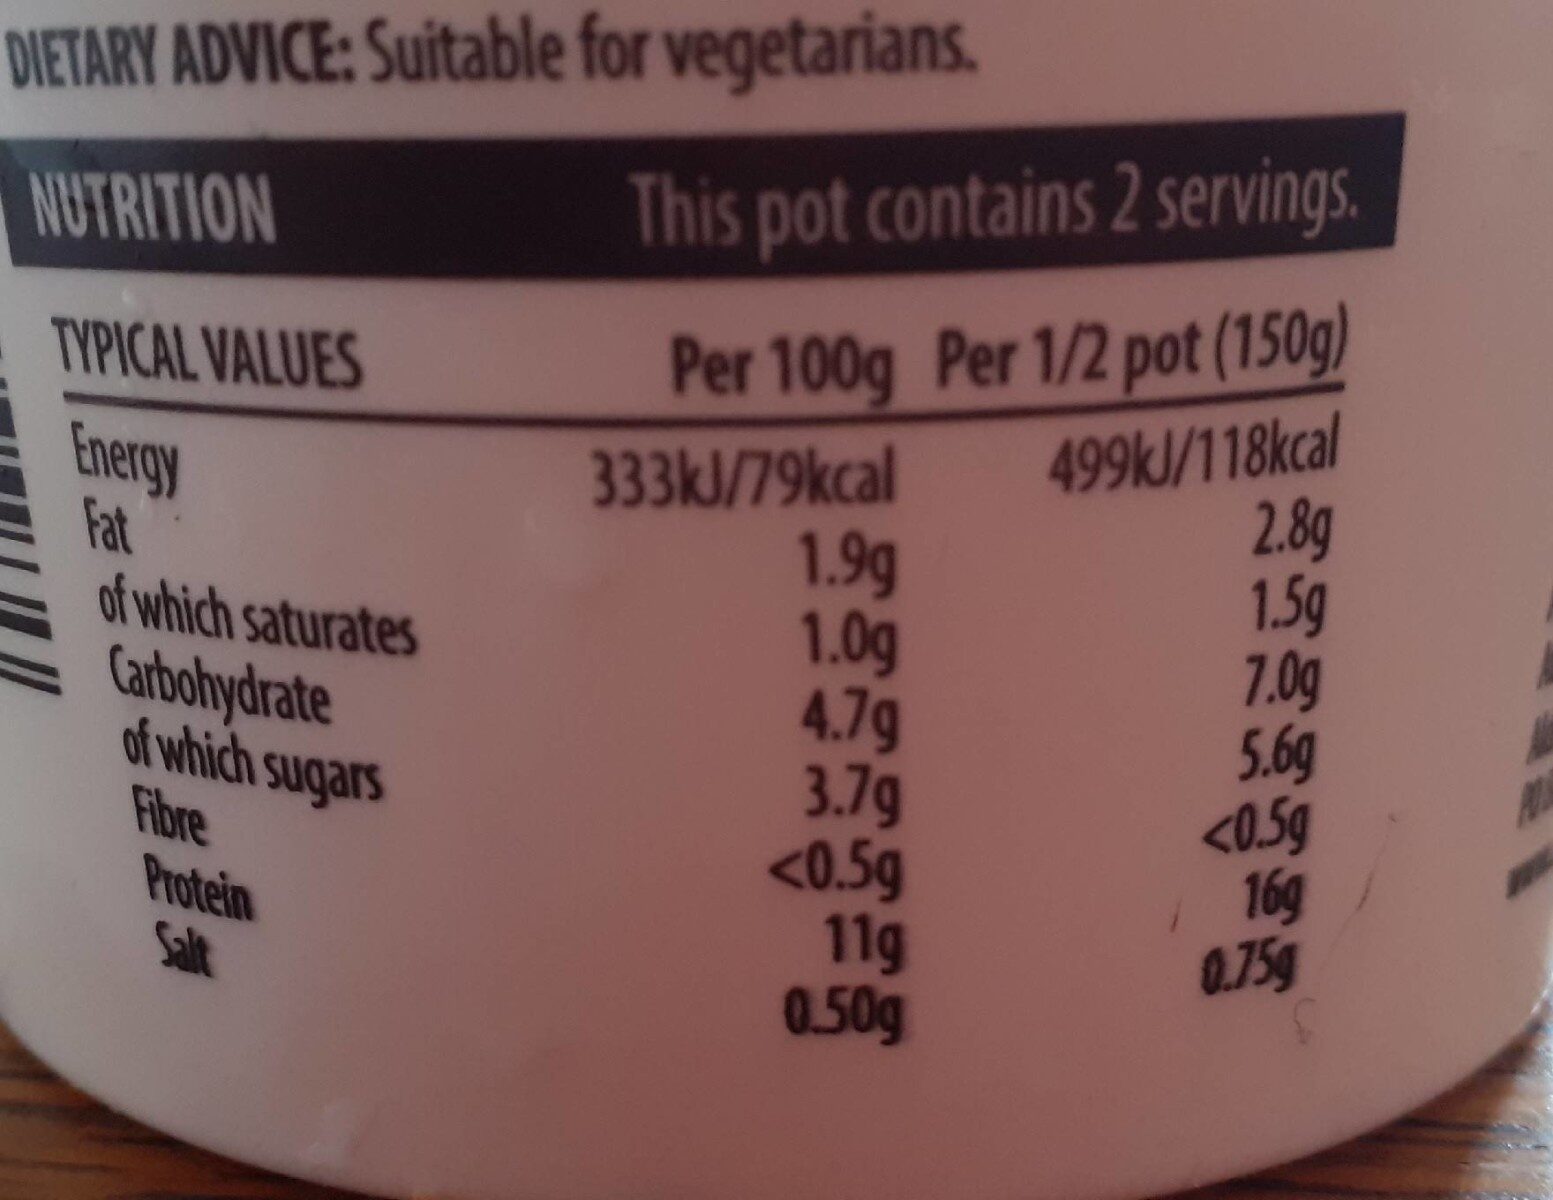 DIETARY ADVICE: Suitable for vegetarians.
NUTRITION This pot contains 2 servings.
TYPICAL VALUES Per 100g Per 1/2 pot (150g)
Energy 333kJ/79kcal 499kJ/118kcal
Fat 1.9g 2.8g
of which saturates 1.0g 1.5g
Carbohydrate 4.7g 7.0g
of which sugars 3.7g 5.6g
Fibre <0.5g <0.5g
Protein 11g 16g
Salt 0.50g 0.75g